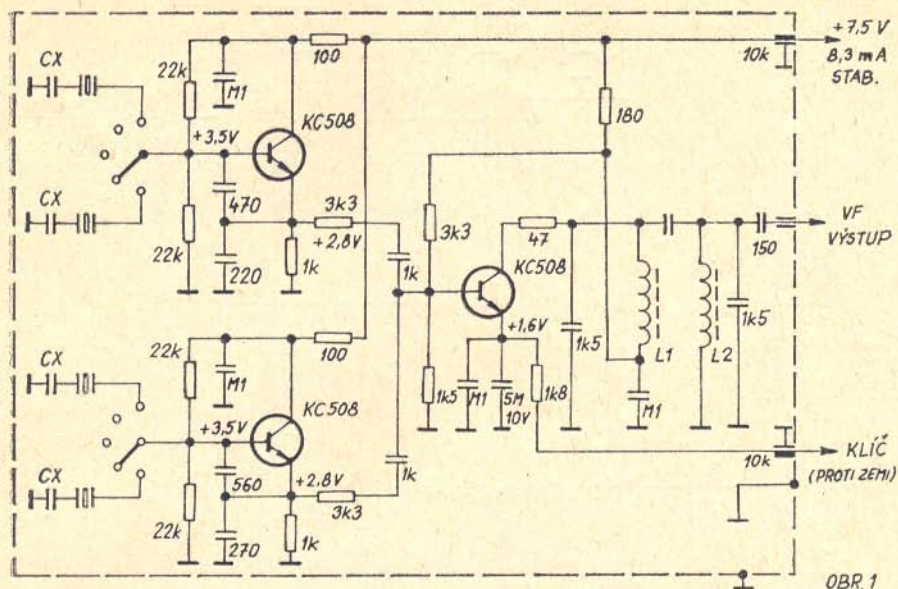 +7,5 V
8,3 mA
STAB.
10k
100
CX
22k
M1
180
KC508
+3,5V
CX
470
3k3
3k3
47
VF
VÝSTUP
150
22k
+2,8V
KC508
220
1k
1k
+1,6V
1k5
1k5
L1
L2
100
22k
M1
1k5
M1
5M
10V
1k8
M1
CX
KC508
+3,5V
10k
KLÍČ
(PROTI ZEMI)
560
+2,8V
1k
CX
3k3
22k
270
1k
OBR. 1